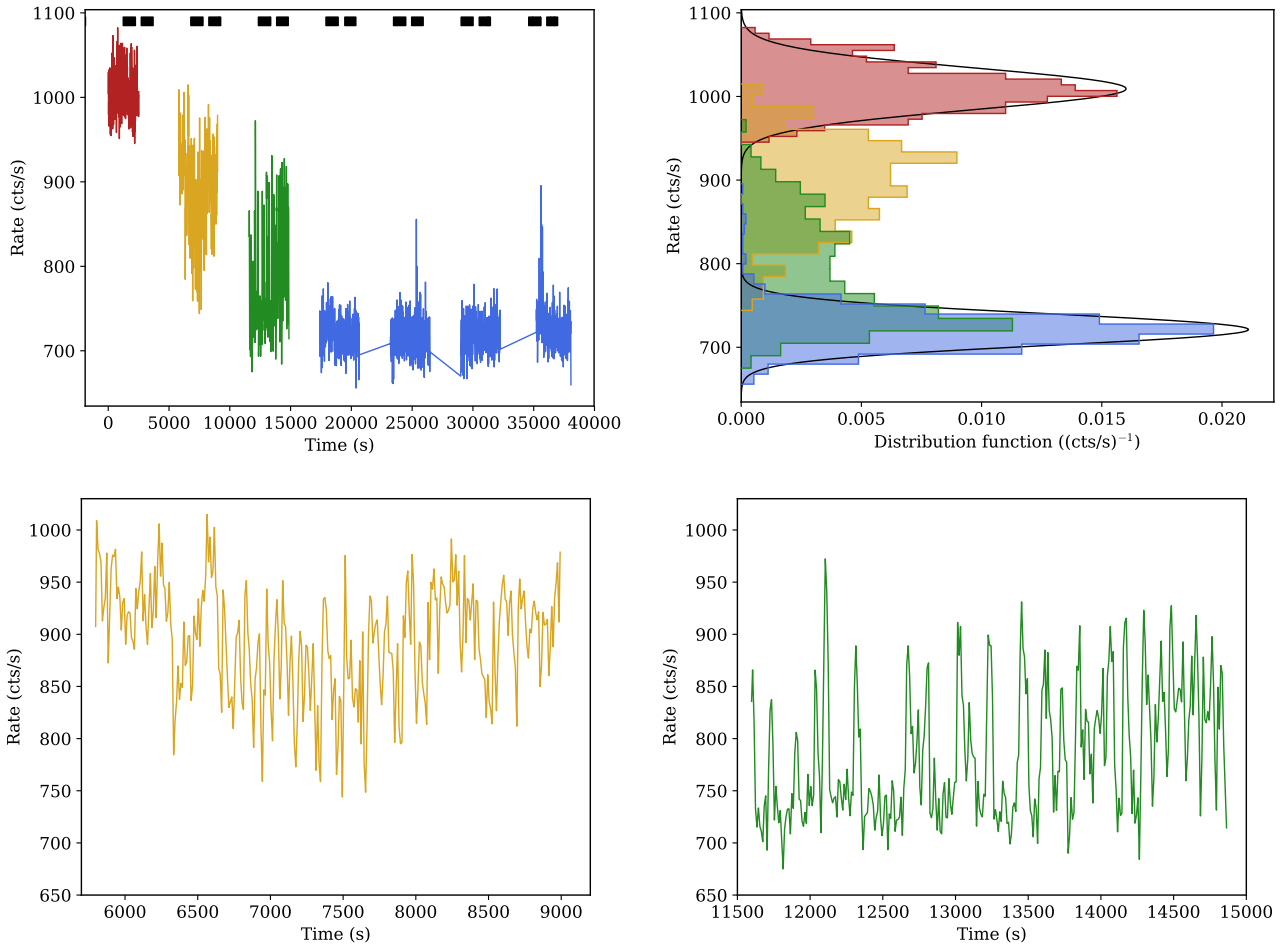 1100
1000
900
800
700
Rate (cts/s)
0 5000 10000 15000 20000 25000 30000 35000 40000
Time (s)
1100
1000
900
800
700
Rate (cts/s)
0.000 0.005 0.010 0.015 0.020
Distribution function ((cts/s)⁻¹)
1000
950
900
850
800
750
700
650
Rate (cts/s)
6000 6500 7000 7500 8000 8500 9000
Time (s)
1000
950
900
850
800
750
700
650
Rate (cts/s)
11500 12000 12500 13000 13500 14000 14500 15000
Time (s)